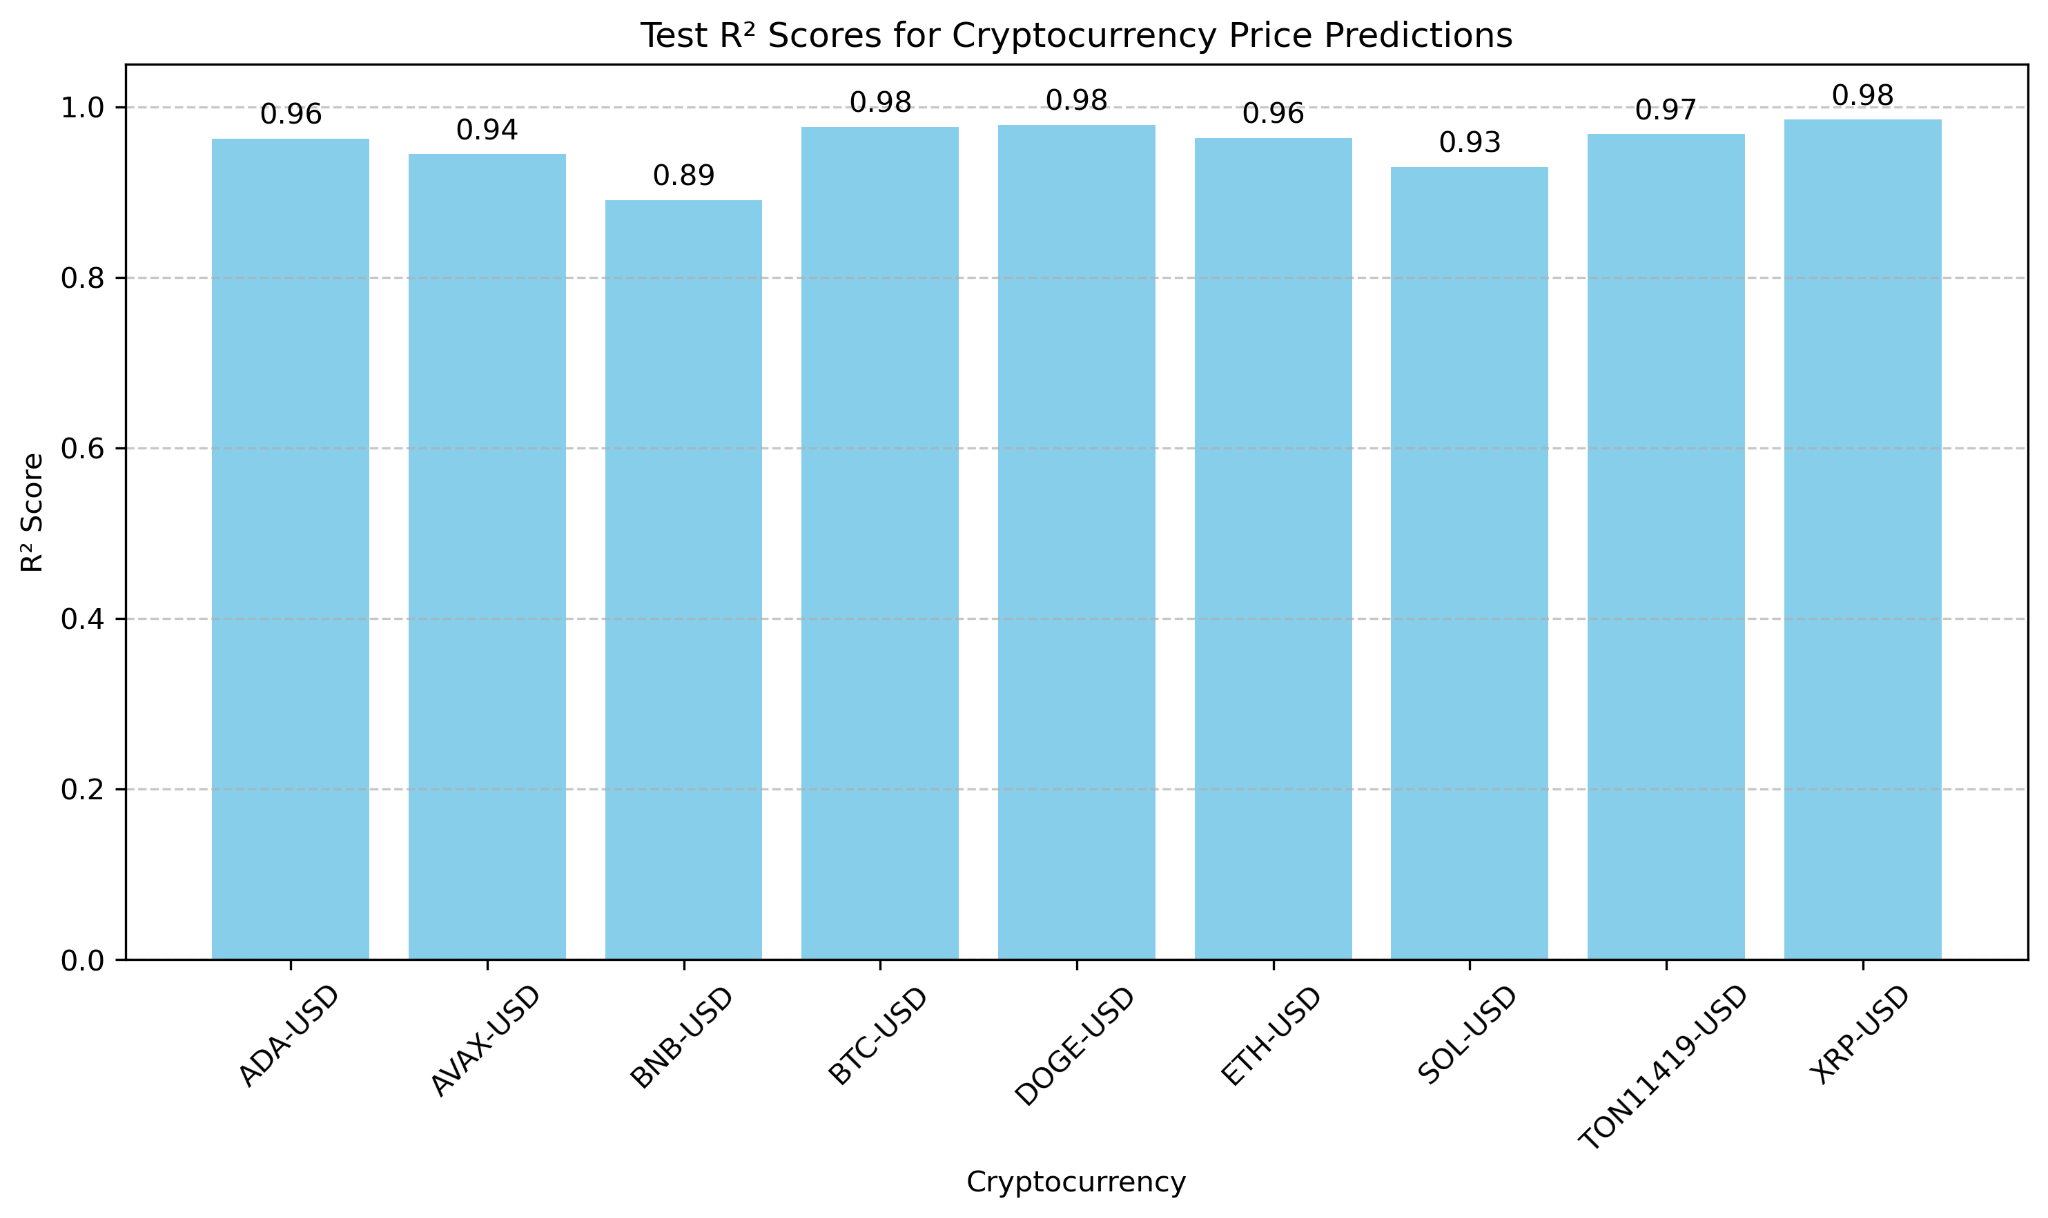 Test R² Scores for Cryptocurrency Price Predictions
1.0
0.8
0.6
0.4
0.2
0.0
R² Score
0.96
0.94
0.89
0.98
0.98
0.96
0.93
0.97
0.98
ADA-USD
AVAX-USD
BNB-USD
BTC-USD
DOGE-USD
ETH-USD
SOL-USD
TON11419-USD
XRP-USD
Cryptocurrency